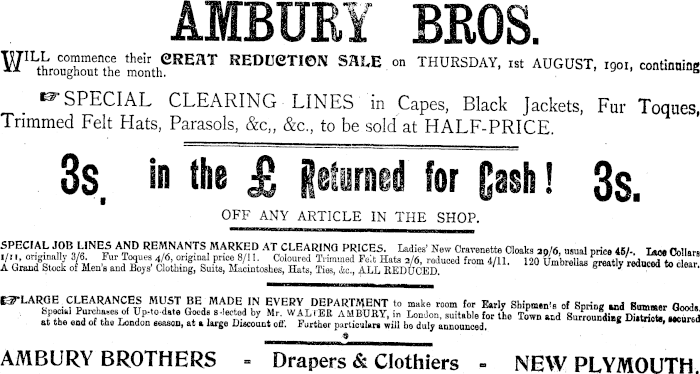 AMBURY BROS.
WILL commence their GREAT REDUCTION SALE on THURSDAY, 1st AUGUST, 1901, continuing
throughout the month.
☞ SPECIAL CLEARING LINES in Capes, Black Jackets, Fur Toques,
Trimmed Felt Hats, Parasols, &c,, &c., to be sold at HALF-PRICE.
3s. in the £ Returned for Cash! 3s.
OFF ANY ARTICLE IN THE SHOP.
SPECIAL JOB LINES AND REMNANTS MARKED AT CLEARING PRICES. Ladies' New Cravenette Cloaks 29/6, usual price 45/-. Lace Collars
1/11, originally 3/6. Fur Toques 4/6, original price 8/11. Coloured Trimmed Felt Hats 2/6, reduced from 4/11. 120 Umbrellas greatly reduced to clear.
A Grand Stock of Men's and Boys' Clothing, Suits, Macintoshes, Hats, Ties, &c., ALL REDUCED.
☞LARGE CLEARANCES MUST BE MADE IN EVERY DEPARTMENT to make room for Early Shipmen's of Spring and Summer Goods.
Special Purchases of Up-to-date Goods s-lected by Mr. WALTER AMBURY, in London, suitable for the Town and Surrounding Districts, secured
at the end of the London season, at a large Discount off. Further particulars will be duly announced.
AMBURY BROTHERS - Drapers & Clothiers - NEW PLYMOUTH.